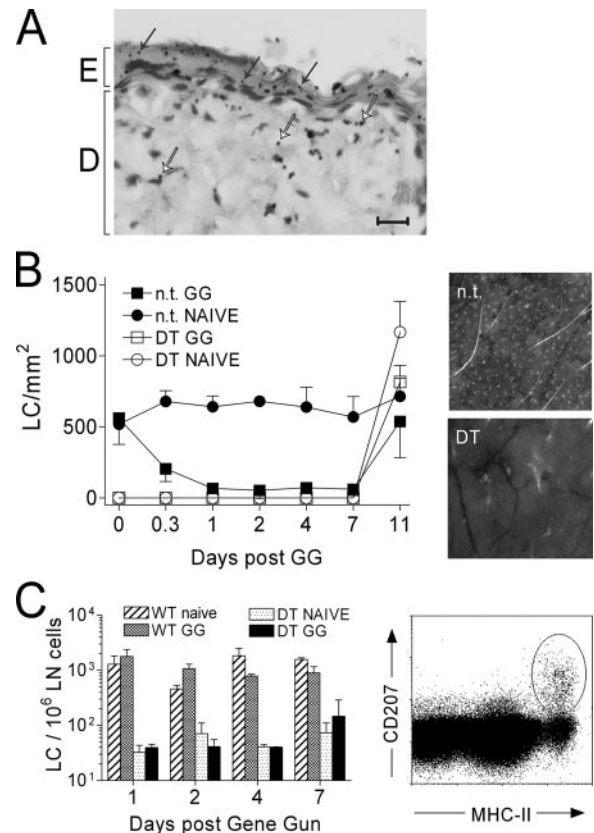 A
E
D
B
1500
1000
500
0
LC/mm²
n.t. GG
n.t. NAIVE
DT GG
DT NAIVE
0 0.3 1 2 4 7 11
Days post GG
n.t.
DT
C
10⁴
10³
10²
10¹
LC / 10⁶ LN cells
WT naive DT NAIVE
WT GG DT GG
1 2 4 7
Days post Gene Gun
CD207
MHC-II